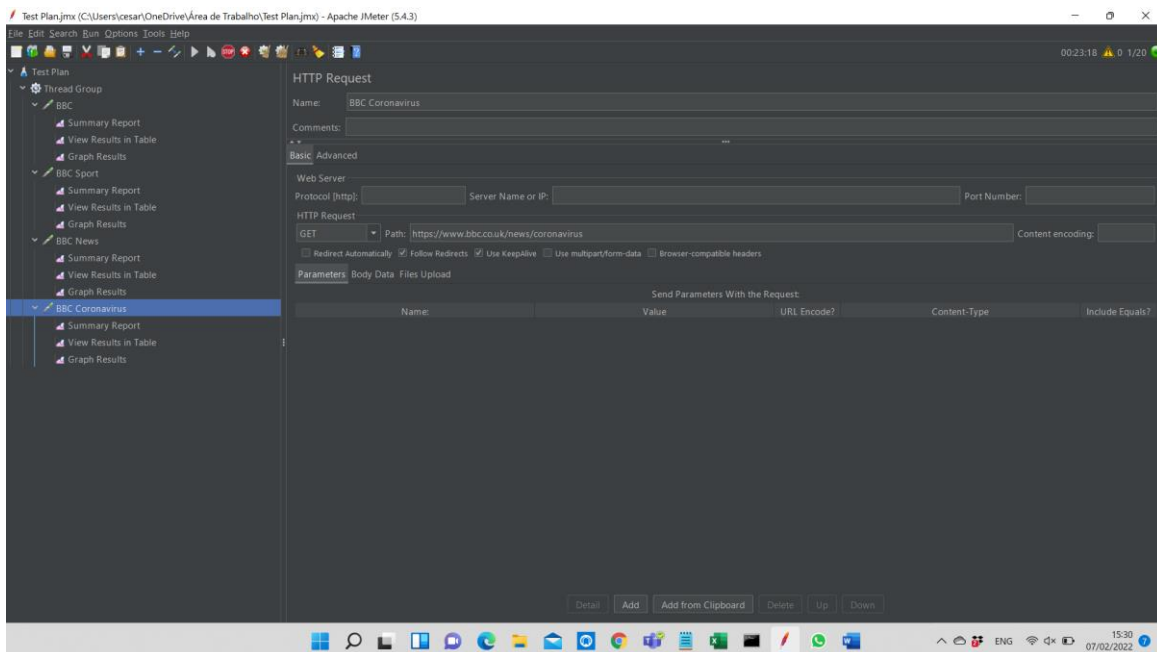 Test Plan.jmx (C:\Users\cesar\OneDrive\Área de Trabalho\Test Plan.jmx) - Apache JMeter (5.4.3)
File Edit Search Run Options Tools Help
STOP
00:23:18 0 1/20
Test Plan
Thread Group
BBC
Summary Report
View Results in Table
Graph Results
BBC Sport
Summary Report
View Results in Table
Graph Results
BBC News
Summary Report
View Results in Table
Graph Results
BBC Coronavirus
Summary Report
View Results in Table
Graph Results
HTTP Request
Name: BBC Coronavirus
Comments:
Basic Advanced
Web Server
Protocol [http]: Server Name or IP: Port Number:
HTTP Request
GET Path: https://www.bbc.co.uk/news/coronavirus Content encoding:
Redirect Automatically Follow Redirects Use KeepAlive Use multipart/form-data Browser-compatible headers
Parameters Body Data Files Upload
Send Parameters With the Request:
Name: Value URL Encode? Content-Type Include Equals?
Detail Add Add from Clipboard Delete Up Down
ENG 15:30
07/02/2022 7